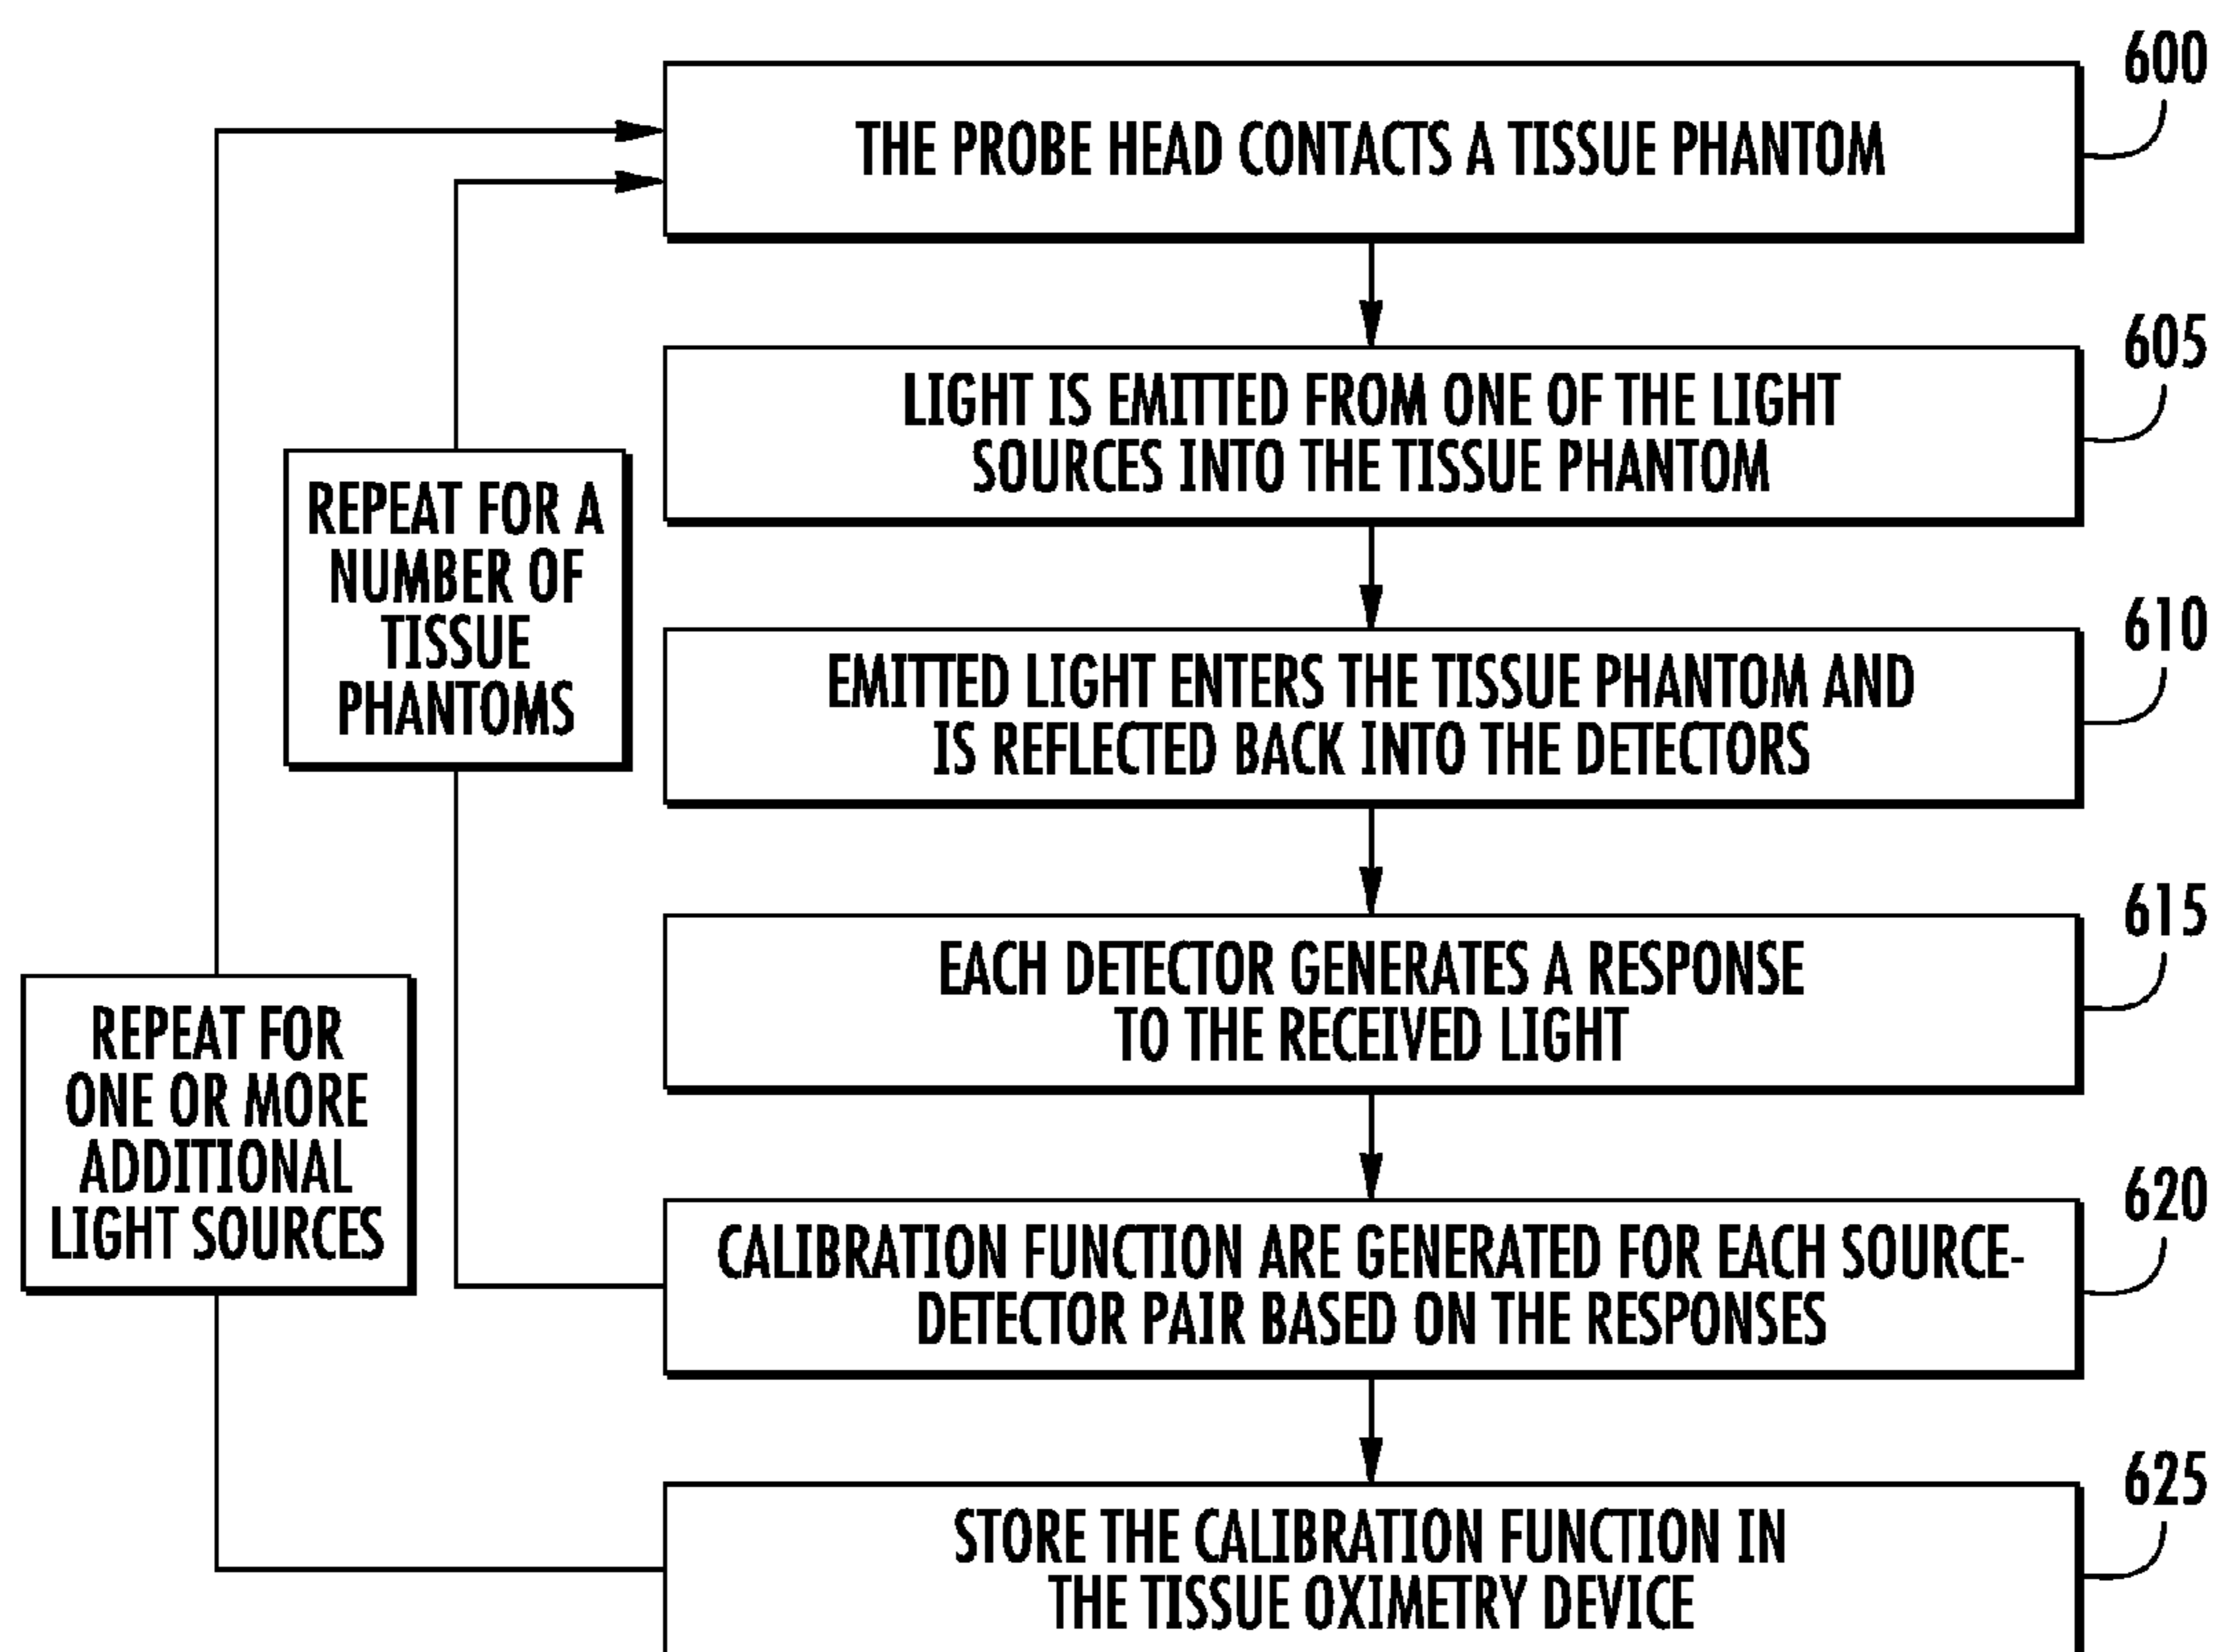 600
THE PROBE HEAD CONTACTS A TISSUE PHANTOM
605
LIGHT IS EMITTED FROM ONE OF THE LIGHT
SOURCES INTO THE TISSUE PHANTOM
REPEAT FOR A
NUMBER OF
TISSUE
PHANTOMS
610
EMITTED LIGHT ENTERS THE TISSUE PHANTOM AND
IS REFLECTED BACK INTO THE DETECTORS
615
EACH DETECTOR GENERATES A RESPONSE
TO THE RECEIVED LIGHT
REPEAT FOR
ONE OR MORE
ADDITIONAL
LIGHT SOURCES
620
CALIBRATION FUNCTION ARE GENERATED FOR EACH SOURCE-
DETECTOR PAIR BASED ON THE RESPONSES
625
STORE THE CALIBRATION FUNCTION IN
THE TISSUE OXIMETRY DEVICE